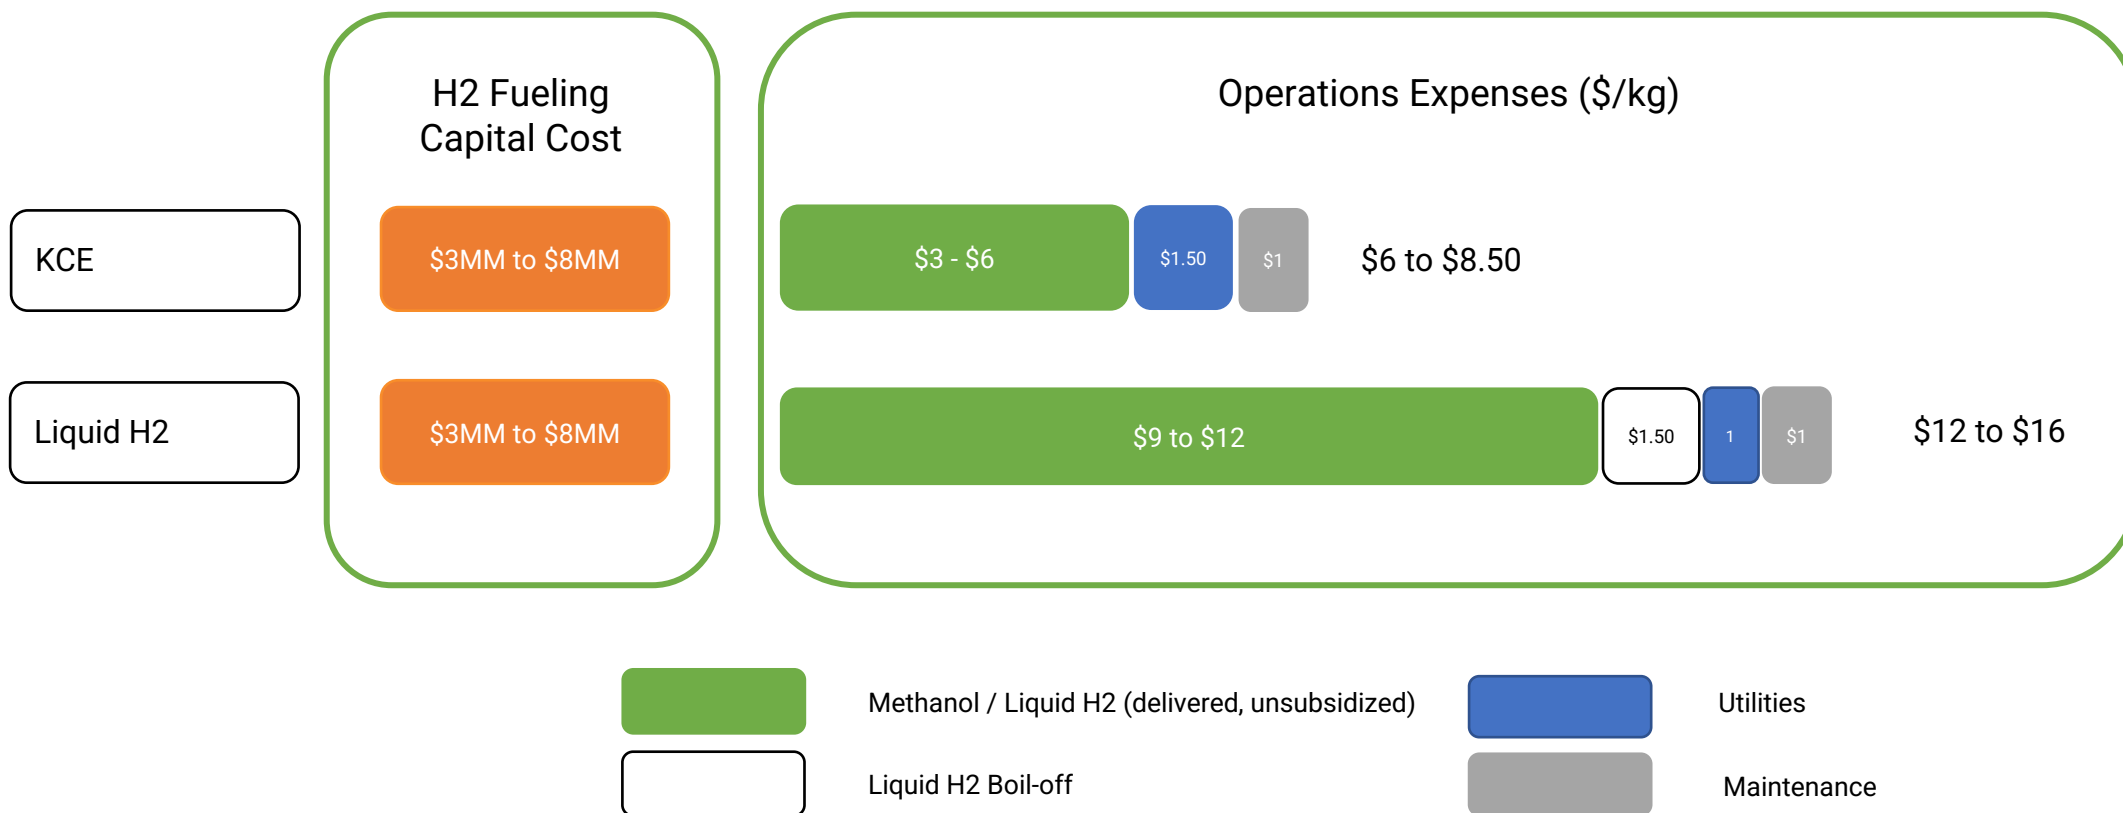 H2 Fueling
Capital Cost
Operations Expenses ($/kg)
KCE
$3MM to $8MM
$3 - $6
$1.50
$1
$6 to $8.50
Liquid H2
$3MM to $8MM
$9 to $12
$1.50
1
$1
$12 to $16
Methanol / Liquid H2 (delivered, unsubsidized)
Utilities
Liquid H2 Boil-off
Maintenance